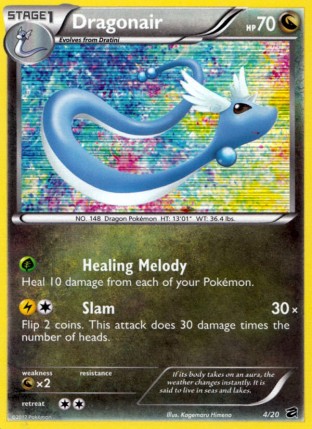 STAGE1
Dragonair
HP70
Evolves from Dratini
NO. 148 Dragon Pokémon HT: 13'01" WT: 36.4 lbs.
Healing Melody
Heal 10 damage from each of your Pokémon.
Slam 30×
Flip 2 coins. This attack does 30 damage times the
number of heads.
weakness resistance
×2
retreat
If its body takes on an aura, the
weather changes instantly. It is
said to live in seas and lakes.
Illus. Kagemaru Himeno 4/20